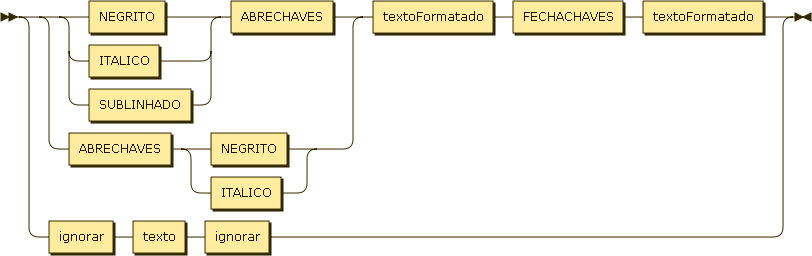 NEGRITO ABRECHAVES textoFormatado FECHACHAVES textoFormatado
ITALICO
SUBLINHADO
ABRECHAVES NEGRITO
ITALICO
ignorar texto ignorar